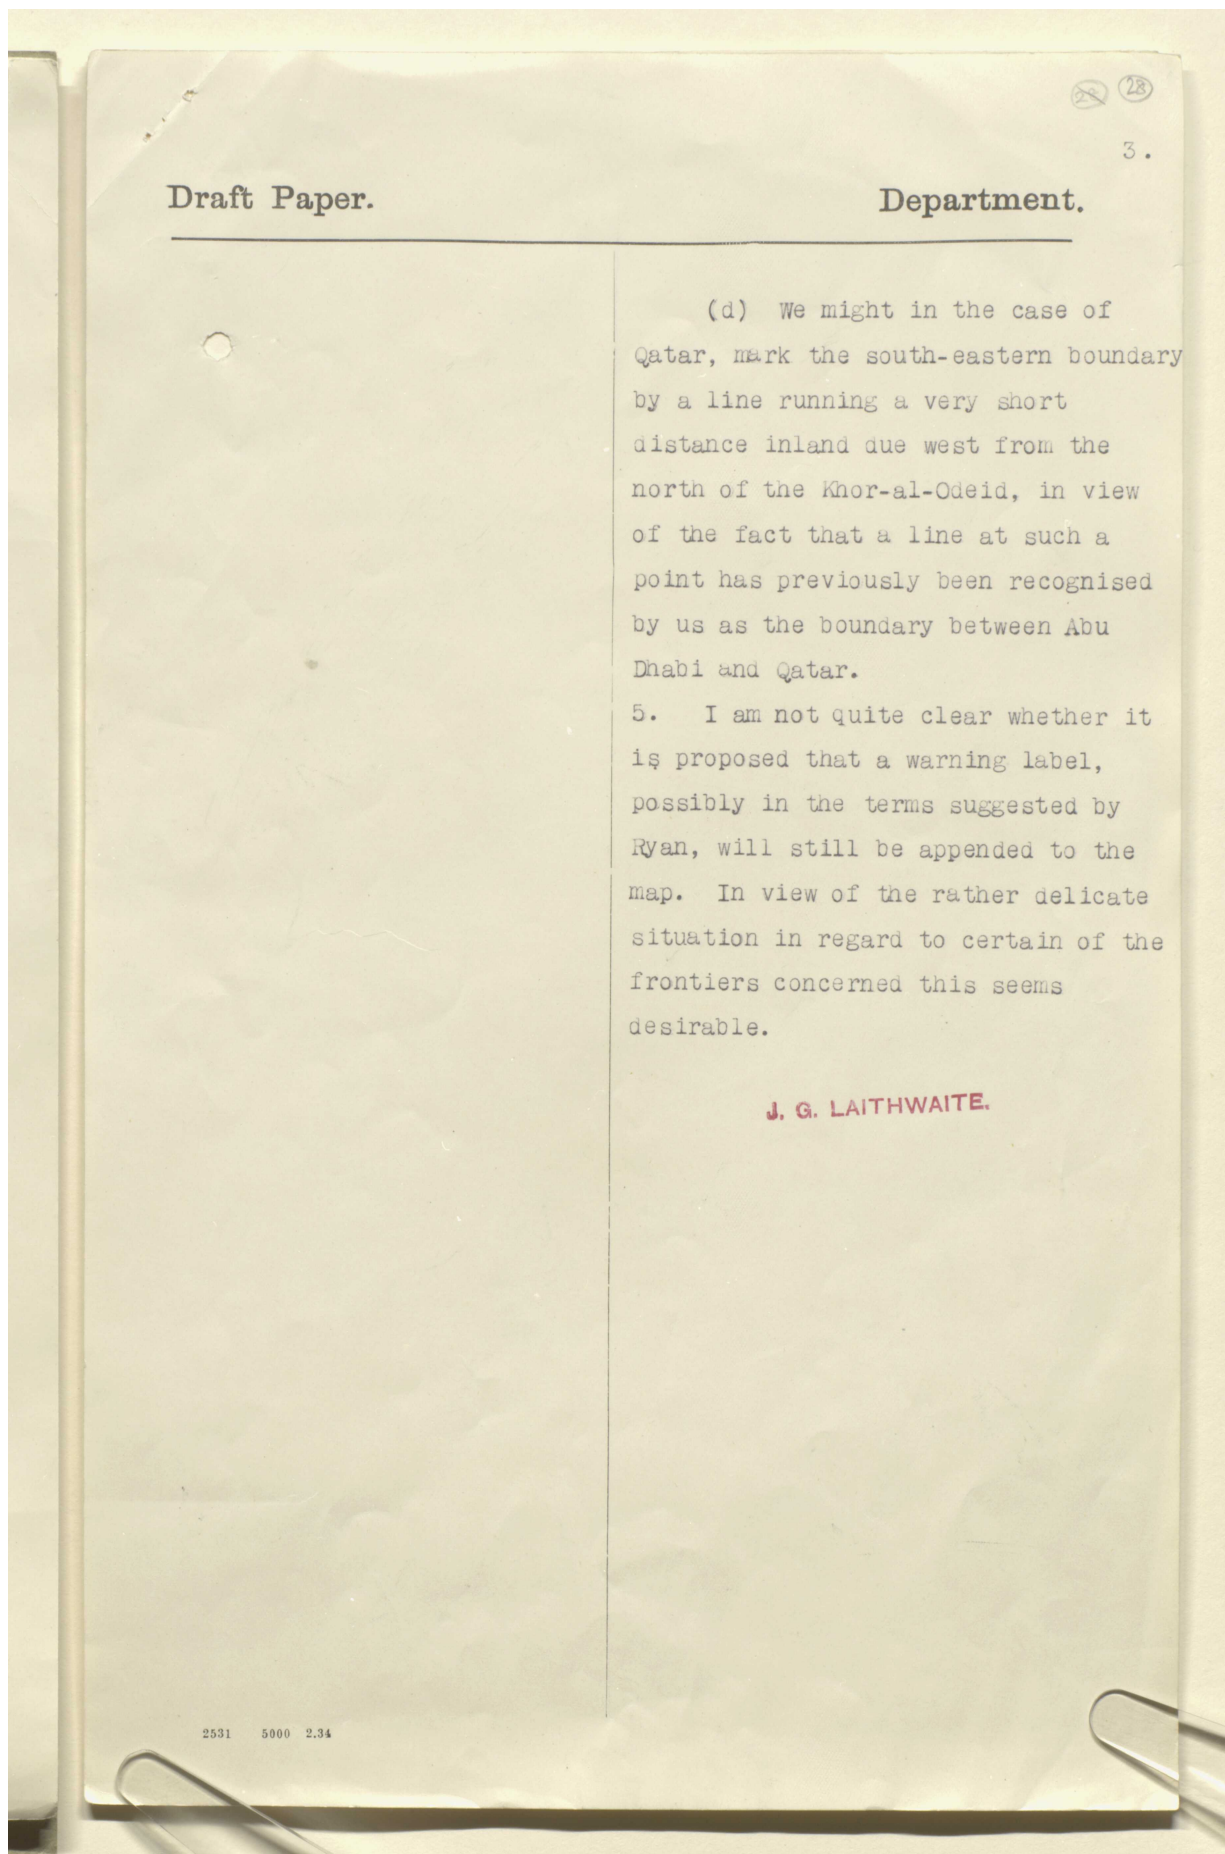 28
3.
Draft Paper. Department.
(d) We might in the case of
Qatar, mark the south-eastern boundary
by a line running a very short
distance inland due west from the
north of the Khor-al-Odeid, in view
of the fact that a line at such a
point has previously been recognised
by us as the boundary between Abu
Dhabi and Qatar.
5. I am not quite clear whether it
is proposed that a warning label,
possibly in the terms suggested by
Ryan, will still be appended to the
map. In view of the rather delicate
situation in regard to certain of the
frontiers concerned this seems
desirable.
J. G. LAITHWAITE.
2531 5000 2.34